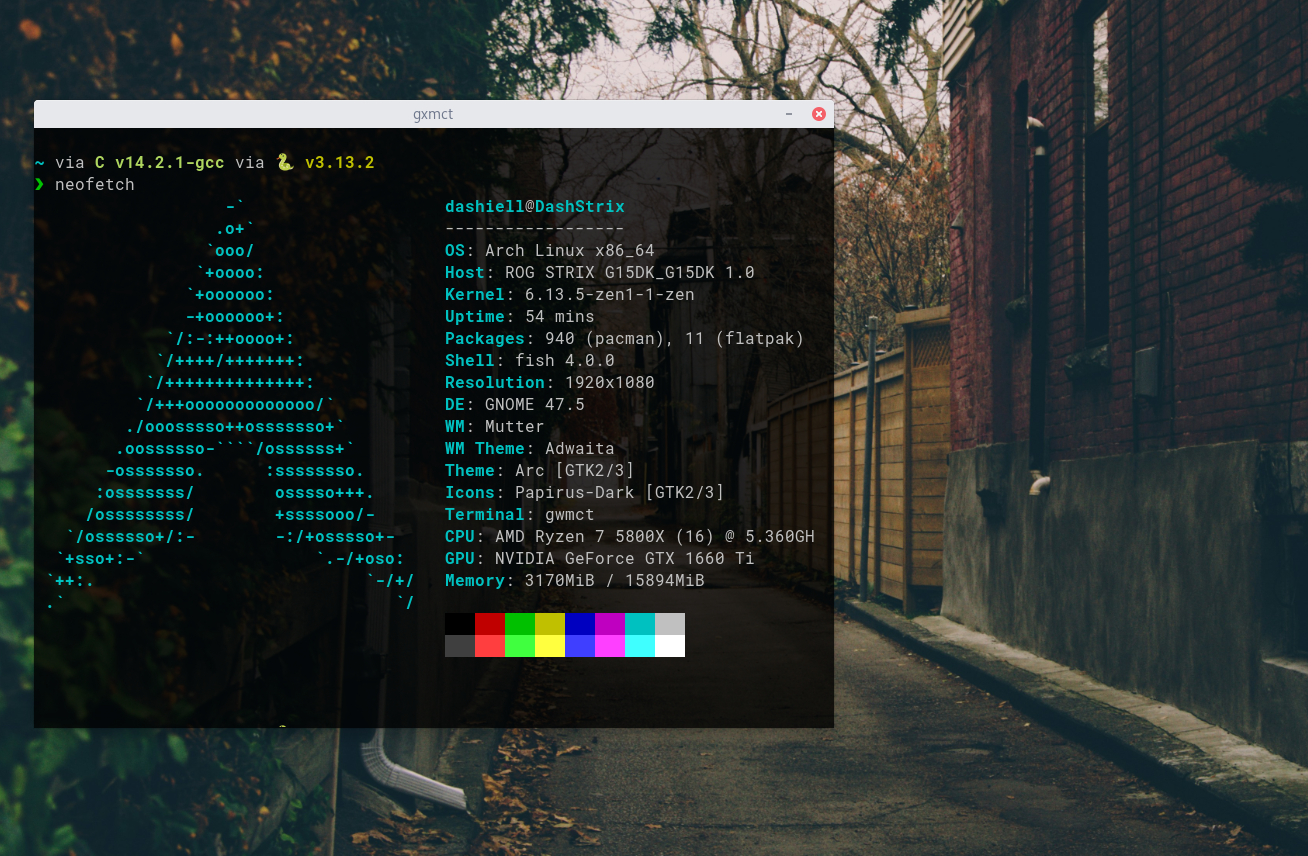 gxmct
~ via C v14.2.1-gcc via 🐍 v3.13.2
❯ neofetch
-`
.o+`
`ooo/
`+oooo:
`+oooooo:
-+oooooo+:
`/:-:++oooo+:
`/++++/+++++++:
`/++++++++++++++:
`/+++ooooooooooooo/`
./ooosssso++osssssso+`
.oossssso-````/ossssss+`
-osssssso.      :ssssssso.
:osssssss/        osssso+++.
/ossssssss/        +ssssooo/-
`/ossssso+/:-        -:/+osssso+-
`+sso+:-`                 `.-/+oso:
`++:.                           `-/+/
.`                                 `/
dashiell@DashStrix
------------------
OS: Arch Linux x86_64
Host: ROG STRIX G15DK_G15DK 1.0
Kernel: 6.13.5-zen1-1-zen
Uptime: 54 mins
Packages: 940 (pacman), 11 (flatpak)
Shell: fish 4.0.0
Resolution: 1920x1080
DE: GNOME 47.5
WM: Mutter
WM Theme: Adwaita
Theme: Arc [GTK2/3]
Icons: Papirus-Dark [GTK2/3]
Terminal: gwmct
CPU: AMD Ryzen 7 5800X (16) @ 5.360GH
GPU: NVIDIA GeForce GTX 1660 Ti
Memory: 3170MiB / 15894MiB